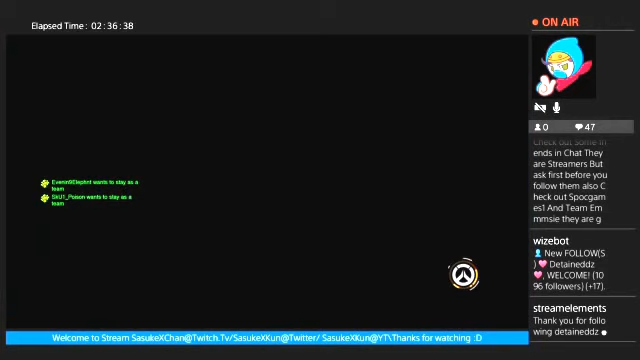 Elapsed Time : 02:36:38
ON AIR
0 47
Check out Some fri
ends in Chat They
are Streamers But
ask first before you
follow them also C
heck out Spocgam
es1 And Team Em
mmsie they are g
Evenin9Eleph
nt wants to stay as a
team
SkU1_Poison wants to stay as a
team
wizebot
New FOLLOW(S
) Detaineddz
, WELCOME! (10
96 followers) (+17).
streamelements
Thank you for follo
wing detaineddz
Welcome to Stream SasukeXChan@Twitch.Tv/SasukeXKun@Twitter/ SasukeXKun@YT\Thanks for watching :D